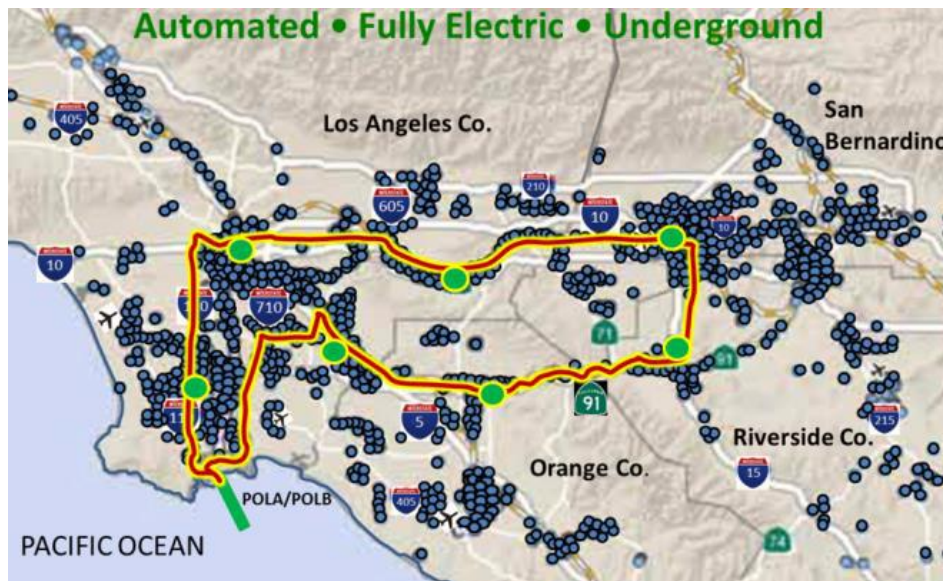 Automated • Fully Electric • Underground
405
Los Angeles Co.
San
Bernardino
605
210
10
10
10
710
71
91
91
5
215
Riverside Co.
Orange Co.
15
POLA/POLB
405
PACIFIC OCEAN